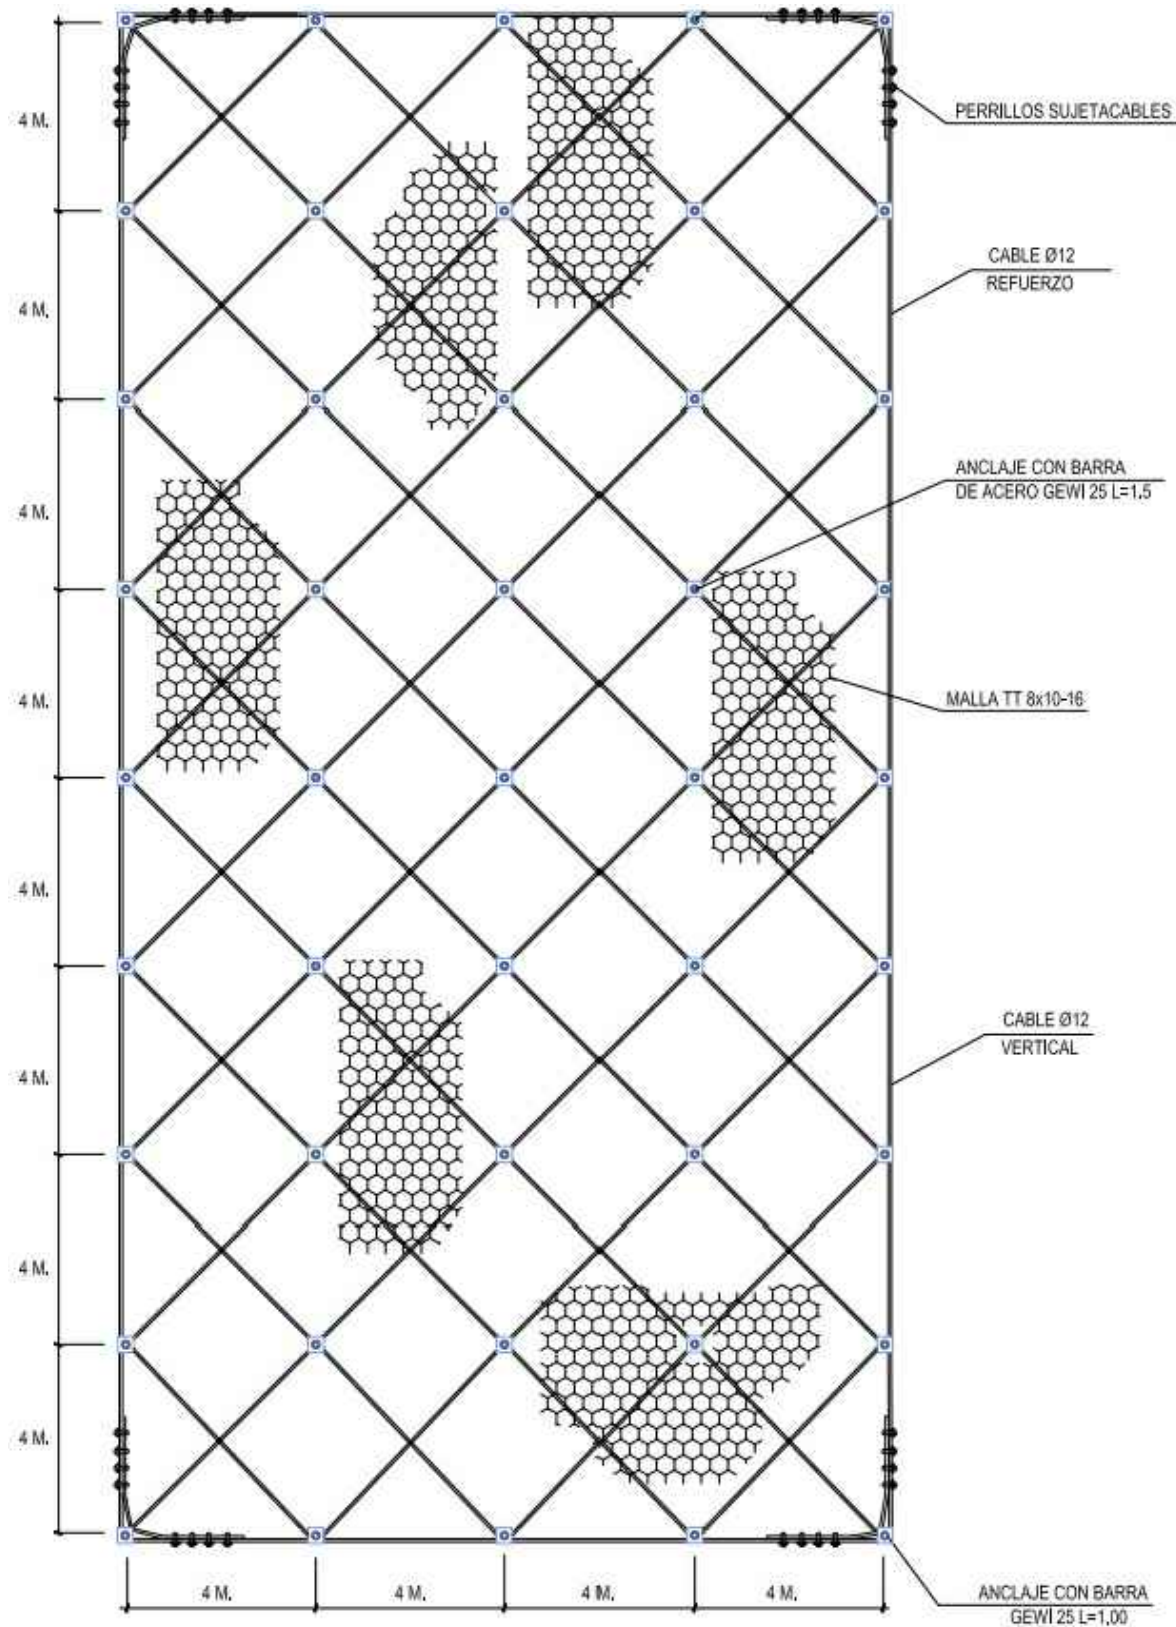 PERRILLOS SUJETACABLES
4 M.
CABLE Ø12
REFUERZO
4 M.
ANCLAJE CON BARRA
DE ACERO GEWI 25 L=1.5
4 M.
MALLA TT 8x10-16
4 M.
4 M.
CABLE Ø12
VERTICAL
4 M.
4 M.
4 M.
4 M.
4 M.
4 M.
4 M.
ANCLAJE CON BARRA
GEWI 25 L=1,00